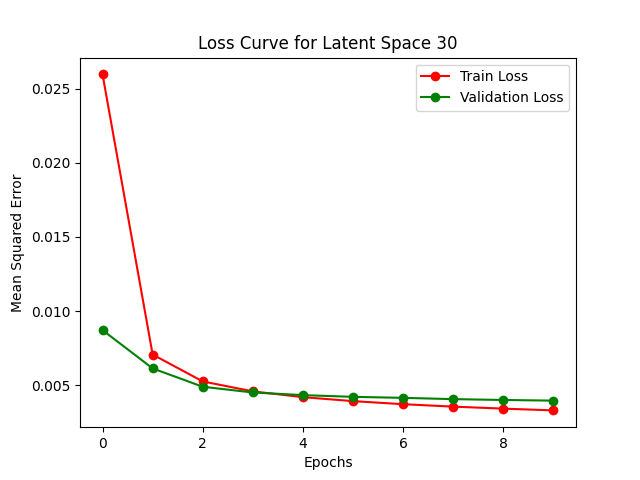 Loss Curve for Latent Space 30
Train Loss
Validation Loss
Mean Squared Error
0.025
0.020
0.015
0.010
0.005
0 2 4 6 8
Epochs